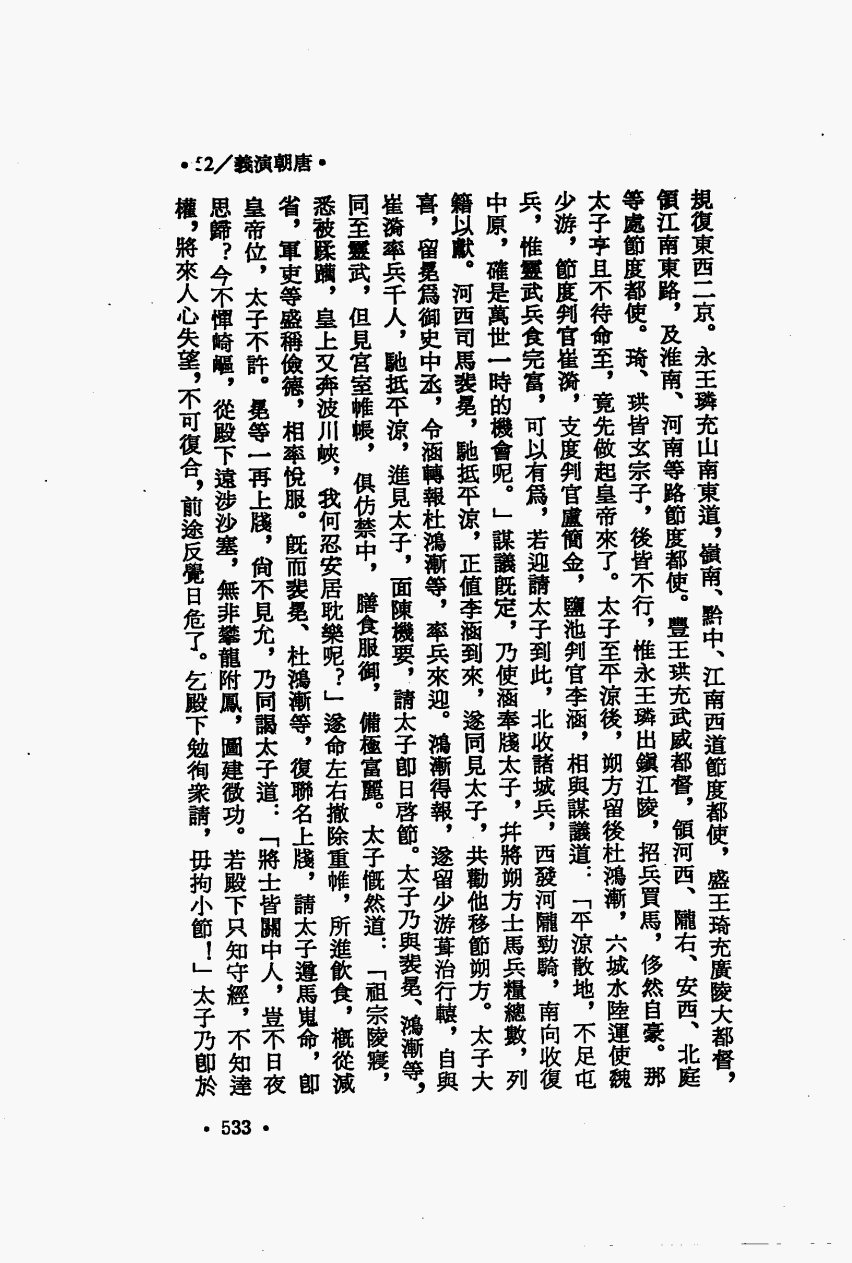 •唐朝演義／52•
規復東西二京。永王璘充山南東道，嶺南、黔中、江南西道節度都使，盛王琦充廣陵大都督，
領江南東路，及淮南、河南等路節度都使。豐王珙充武威都督，領河西、隴右、安西、北庭
等處節度都使。琦、珙皆玄宗子，後皆不行，惟永王璘出鎭江陵，招兵買馬，侈然自豪。那
太子亨且不待命至，竟先做起皇帝來了。太子至平涼後，朔方留後杜鴻漸，六城水陸運使魏
少游，節度判官崔漪，支度判官盧簡金，鹽池判官李涵，相與謀議道：「平涼散地，不足屯
兵，惟靈武兵食完富，可以有爲，若迎請太子到此，北收諸城兵，西發河隴勁騎，南向收復
中原，確是萬世一時的機會呢。」謀議旣定，乃使涵奉牋太子，幷將朔方士馬兵糧總數，列
籍以獻。河西司馬裴冕，馳抵平涼，正值李涵到來，遂同見太子，共勸他移節朔方。太子大
喜，留冕爲御史中丞，令涵轉報杜鴻漸等，率兵來迎。鴻漸得報，遂留少游葺治行轅，自與
崔漪率兵千人，馳抵平涼，進見太子，面陳機要，請太子卽日啓節。太子乃與裴冕、鴻漸等，
同至靈武，但見宮室帷帳，俱仿禁中，膳食服御，備極富麗。太子慨然道：「祖宗陵寢，
悉被蹂躪，皇上又奔波川峽，我何忍安居耽樂呢？」遂命左右撤除重帷，所進飮食，槪從減
省，軍吏等盛稱儉德，相率悅服。旣而裴冕、杜鴻漸等，復聯名上牋，請太子遵馬嵬命，卽
皇帝位，太子不許。冕等一再上牋，尙不見允，乃同謁太子道：「將士皆關中人，豈不日夜
思歸？今不憚崎嶇，從殿下遠涉沙塞，無非攀龍附鳳，圖建微功。若殿下只知守經，不知達
權，將來人心失望，不可復合，前途反覺日危了。乞殿下勉徇衆請，毋拘小節！」太子乃卽於
•533•